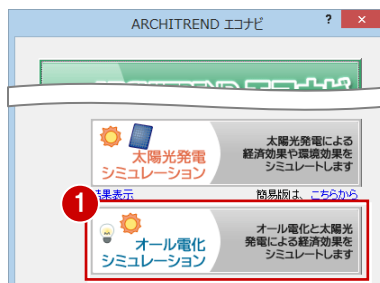 ARCHITREND エコナビ ? ×
ARCHITREND エコナビ
太陽光発電
シミュレーション
太陽光発電による
経済効果や環境効果を
シミュレートします
果表示
簡易版は、こちらから
1
オール電化
シミュレーション
オール電化と太陽光
発電による経済効果を
シミュレートします